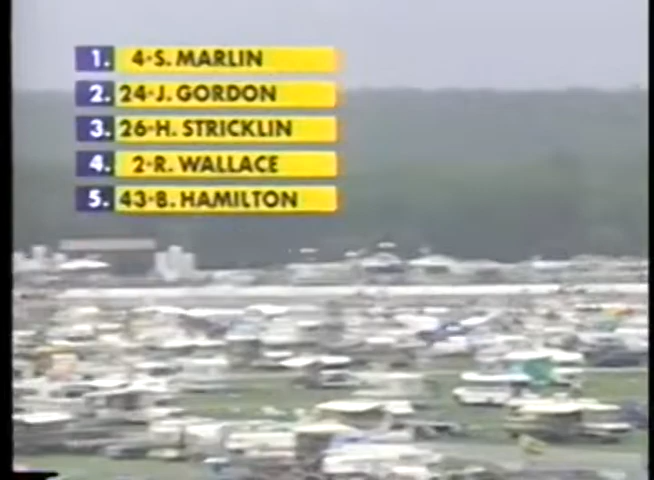 1. 4·S. MARLIN
2. 24·J. GORDON
3. 26·H. STRICKLIN
4. 2·R. WALLACE
5. 43·B. HAMILTON